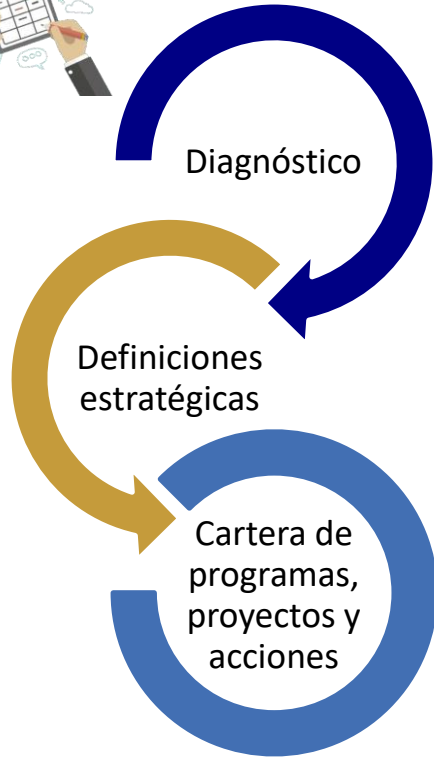 Diagnóstico
Definiciones
estratégicas
Cartera de
programas,
proyectos y
acciones